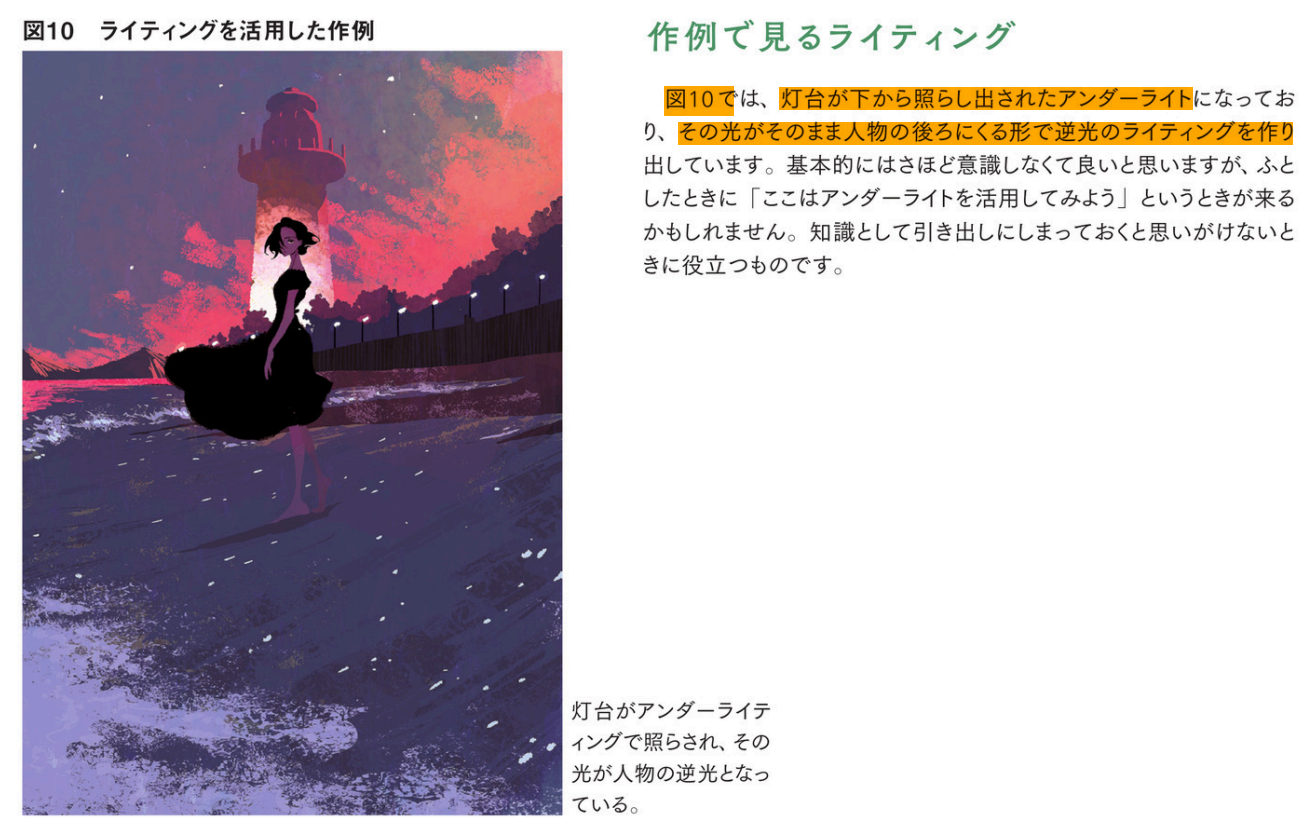 図10　ライティングを活用した作例
作例で見るライティング
図10では、灯台が下から照らし出されたアンダーライトになってお
り、その光がそのまま人物の後ろにくる形で逆光のライティングを作り
出しています。基本的にはさほど意識しなくて良いと思いますが、ふと
したときに「ここはアンダーライトを活用してみよう」というときが来る
かもしれません。知識として引き出しにしまっておくと思いがけないと
きに役立つものです。
灯台がアンダーライテ
ィングで照らされ、その
光が人物の逆光となっ
ている。